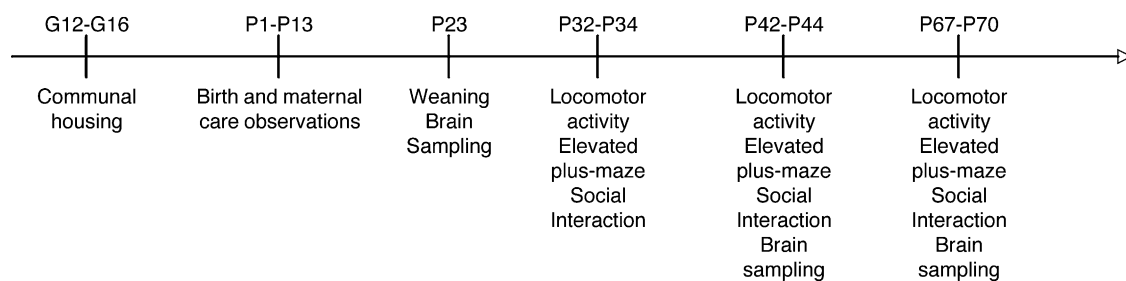 G12-G16 P1-P13 P23 P32-P34 P42-P44 P67-P70
Communal
housing
Birth and maternal
care observations
Weaning
Brain
Sampling
Locomotor
activity
Elevated
plus-maze
Social
Interaction
Locomotor
activity
Elevated
plus-maze
Social
Interaction
Brain
sampling
Locomotor
activity
Elevated
plus-maze
Social
Interaction
Brain
sampling